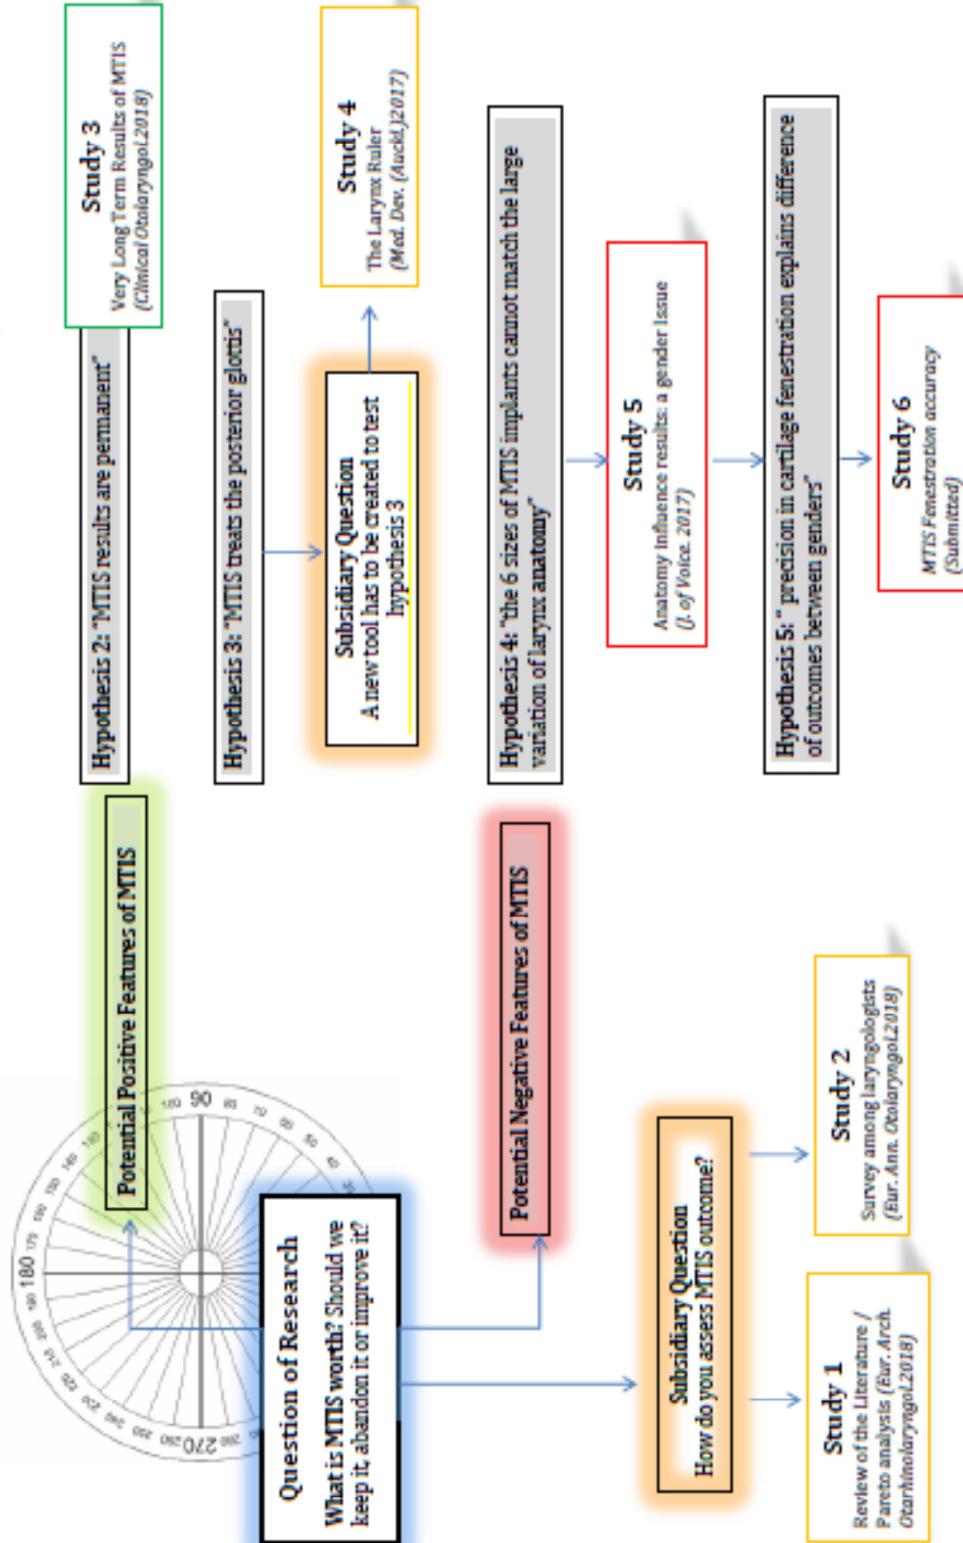 Question of Research
What is MTIS worth? Should we
keep it, abandon it or improve it?
Potential Positive Features of MTIS
Hypothesis 2: “MTIS results are permanent”
Study 3
Very Long Term Results of MTIS
(Clinical Otolaryngol.2018)
Hypothesis 3: “MTIS treats the posterior glottis”
Subsidiary Question
A new tool has to be created to test
hypothesis 3
Study 4
The Larynx Ruler
(Med. Dev. (Auckl.)2017)
Potential Negative Features of MTIS
Hypothesis 4: “the 6 sizes of MTIS implants cannot match the large
variation of larynx anatomy”
Study 5
Anatomy influence results: a gender issue
(J. of Voice. 2017)
Hypothesis 5: “ precision in cartilage fenestration explains difference
of outcomes between genders”
Study 6
MTIS Fenestration accuracy
(Submitted)
Subsidiary Question
How do you assess MTIS outcome?
Study 1
Review of the Literature /
Pareto analysis (Eur. Arch.
Otorhinolaryngol.2018)
Study 2
Survey among laryngologists
(Eur. Ann. Otolaryngol.2018)
180
90
270